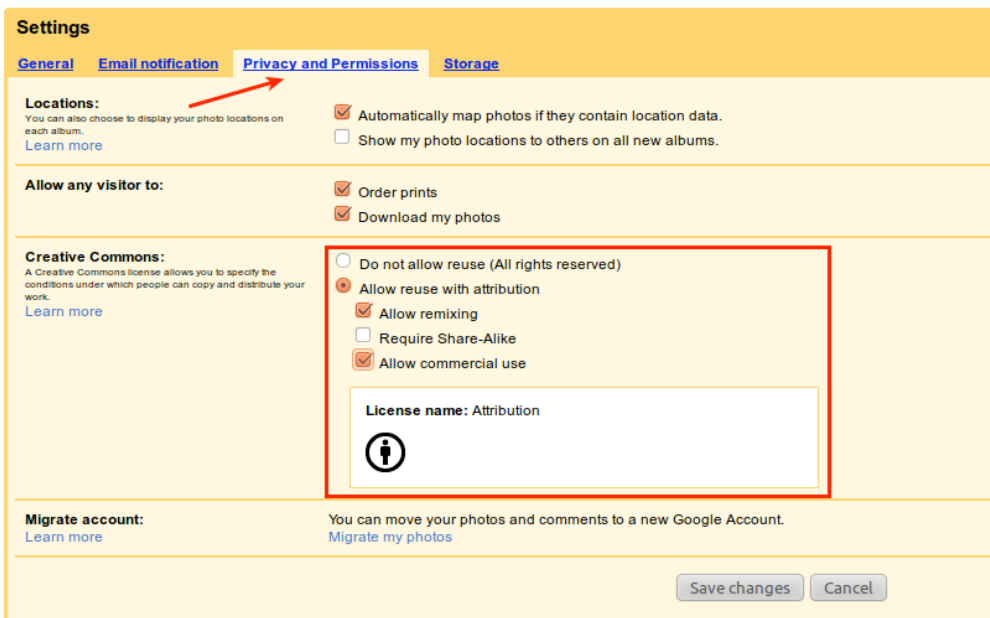 Settings
General Email notification Privacy and Permissions Storage
Locations:
You can also choose to display your photo locations on
each album.
Learn more
Automatically map photos if they contain location data.
Show my photo locations to others on all new albums.
Allow any visitor to:
Order prints
Download my photos
Creative Commons:
A Creative Commons license allows you to specify the
conditions under which people can copy and distribute your
work.
Learn more
Do not allow reuse (All rights reserved)
Allow reuse with attribution
Allow remixing
Require Share-Alike
Allow commercial use
License name: Attribution
Migrate account:
Learn more
You can move your photos and comments to a new Google Account.
Migrate my photos
Save changes Cancel